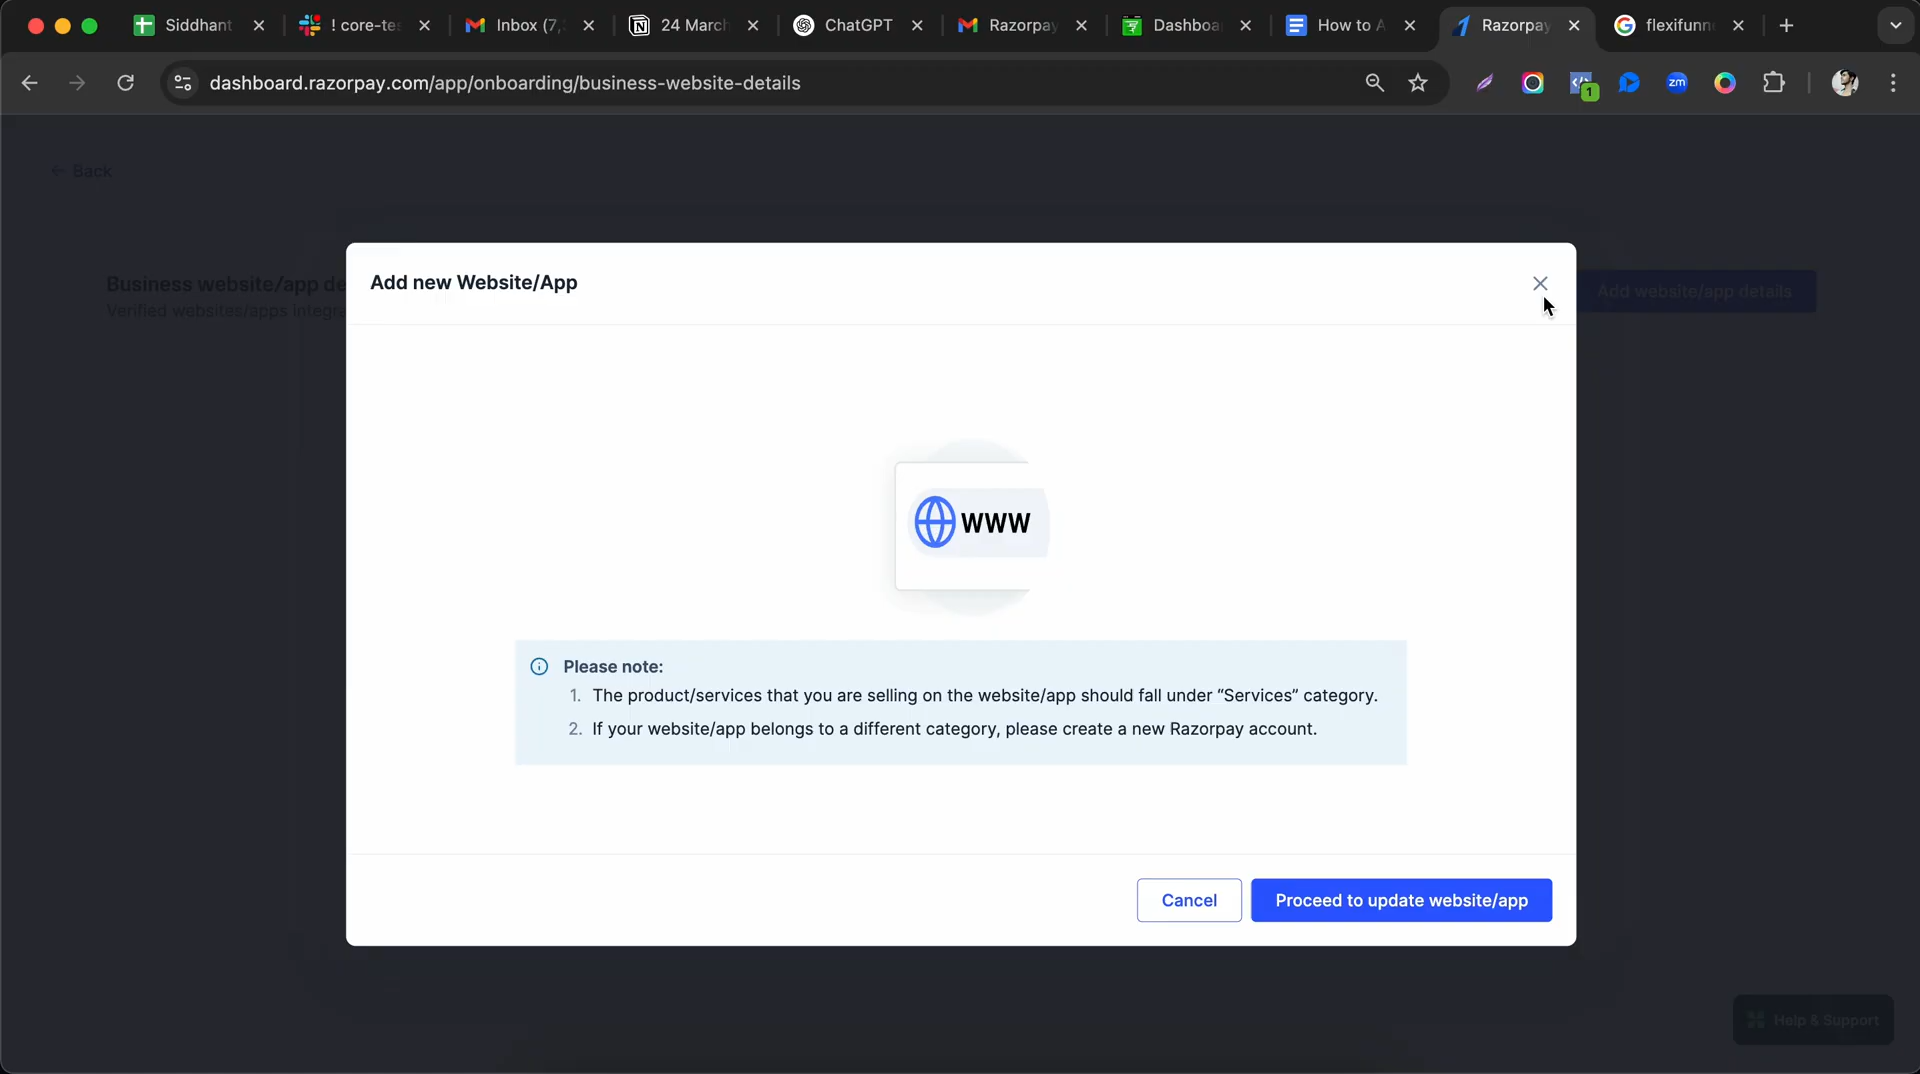 Siddhant
! core-te
Inbox (7,
24 March
ChatGPT
Razorpay
Dashboa
How to A
Razorpay
flexifunn
dashboard.razorpay.com/app/onboarding/business-website-details
zm
1
Back
Business website/app de
Verified websites/apps integra
Add website/app details
Add new Website/App
WWW
Please note:
1. The product/services that you are selling on the website/app should fall under “Services” category.
2. If your website/app belongs to a different category, please create a new Razorpay account.
Cancel
Proceed to update website/app
Help & Support